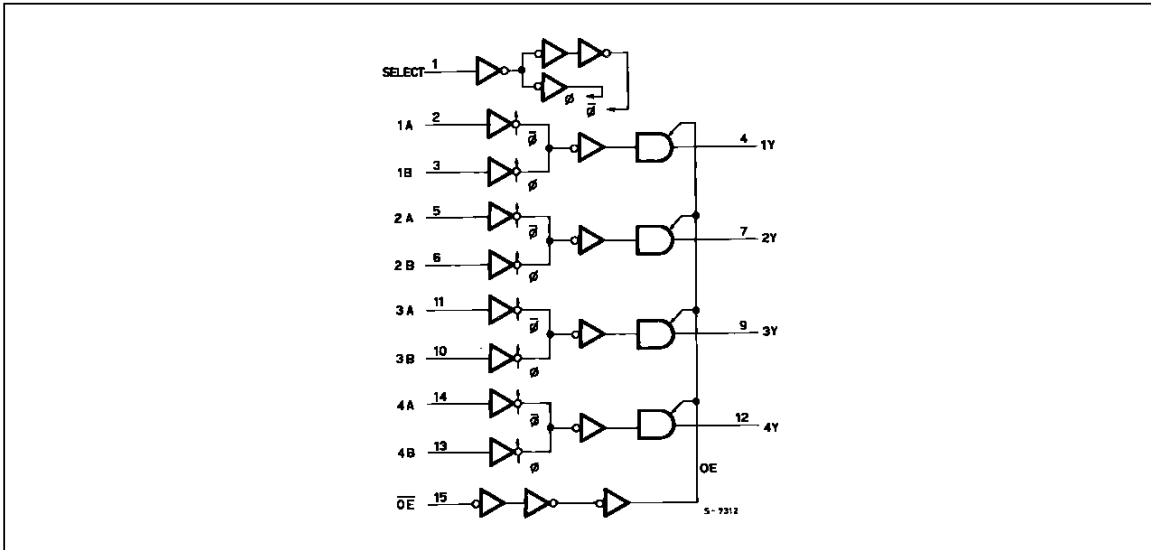 SELECT 1
ø
ø̄
1A 2
ø̄
4 1Y
1B 3
ø
2A 5
ø̄
7 2Y
2B 6
ø
3A 11
ø̄
9 3Y
3B 10
ø
4A 14
ø̄
12 4Y
4B 13
ø
OE
O̅E̅ 15
S-7312